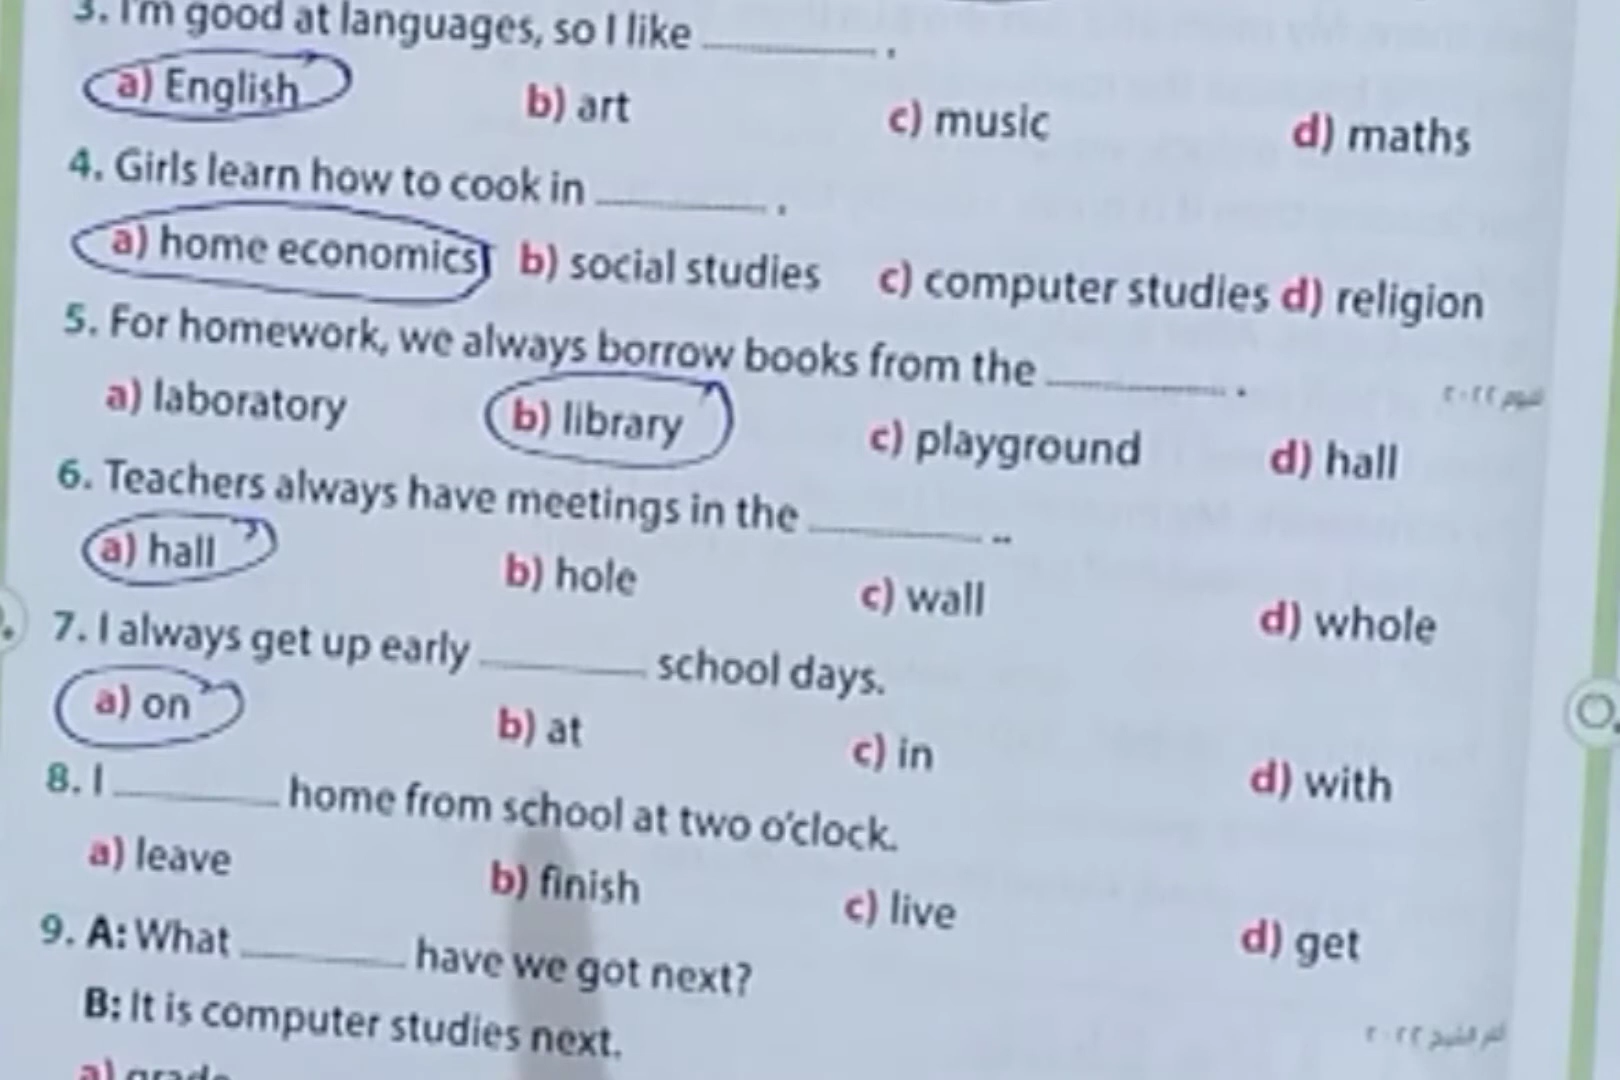 3. I'm good at languages, so I like ________ .
a) English b) art c) music d) maths
4. Girls learn how to cook in ________ .
a) home economics b) social studies c) computer studies d) religion
5. For homework, we always borrow books from the ________ .
a) laboratory b) library c) playground d) hall
6. Teachers always have meetings in the ________ ..
a) hall b) hole c) wall d) whole
7. I always get up early ________ school days.
a) on b) at c) in d) with
8. I ________ home from school at two o'clock.
a) leave b) finish c) live d) get
9. A: What ________ have we got next?
B: It is computer studies next.